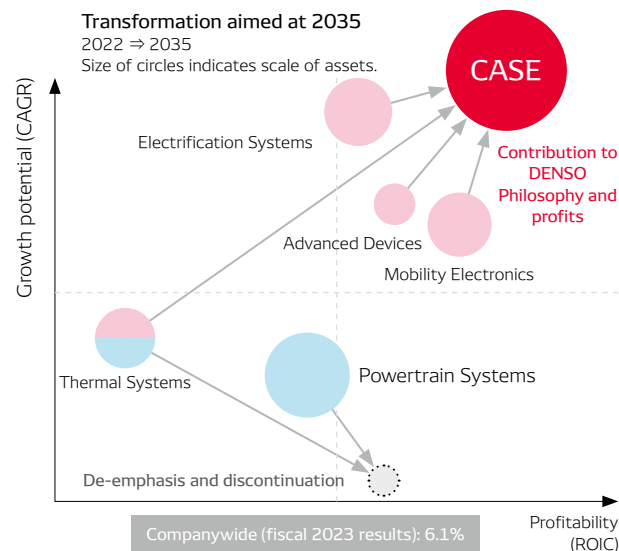 Transformation aimed at 2035
2022 ⇒ 2035
Size of circles indicates scale of assets.
Growth potential (CAGR)
CASE
Electrification Systems
Contribution to
DENSO
Philosophy and
profits
Advanced Devices
Mobility Electronics
Thermal Systems
Powertrain Systems
De-emphasis and discontinuation
Companywide (fiscal 2023 results): 6.1%
Profitability
(ROIC)